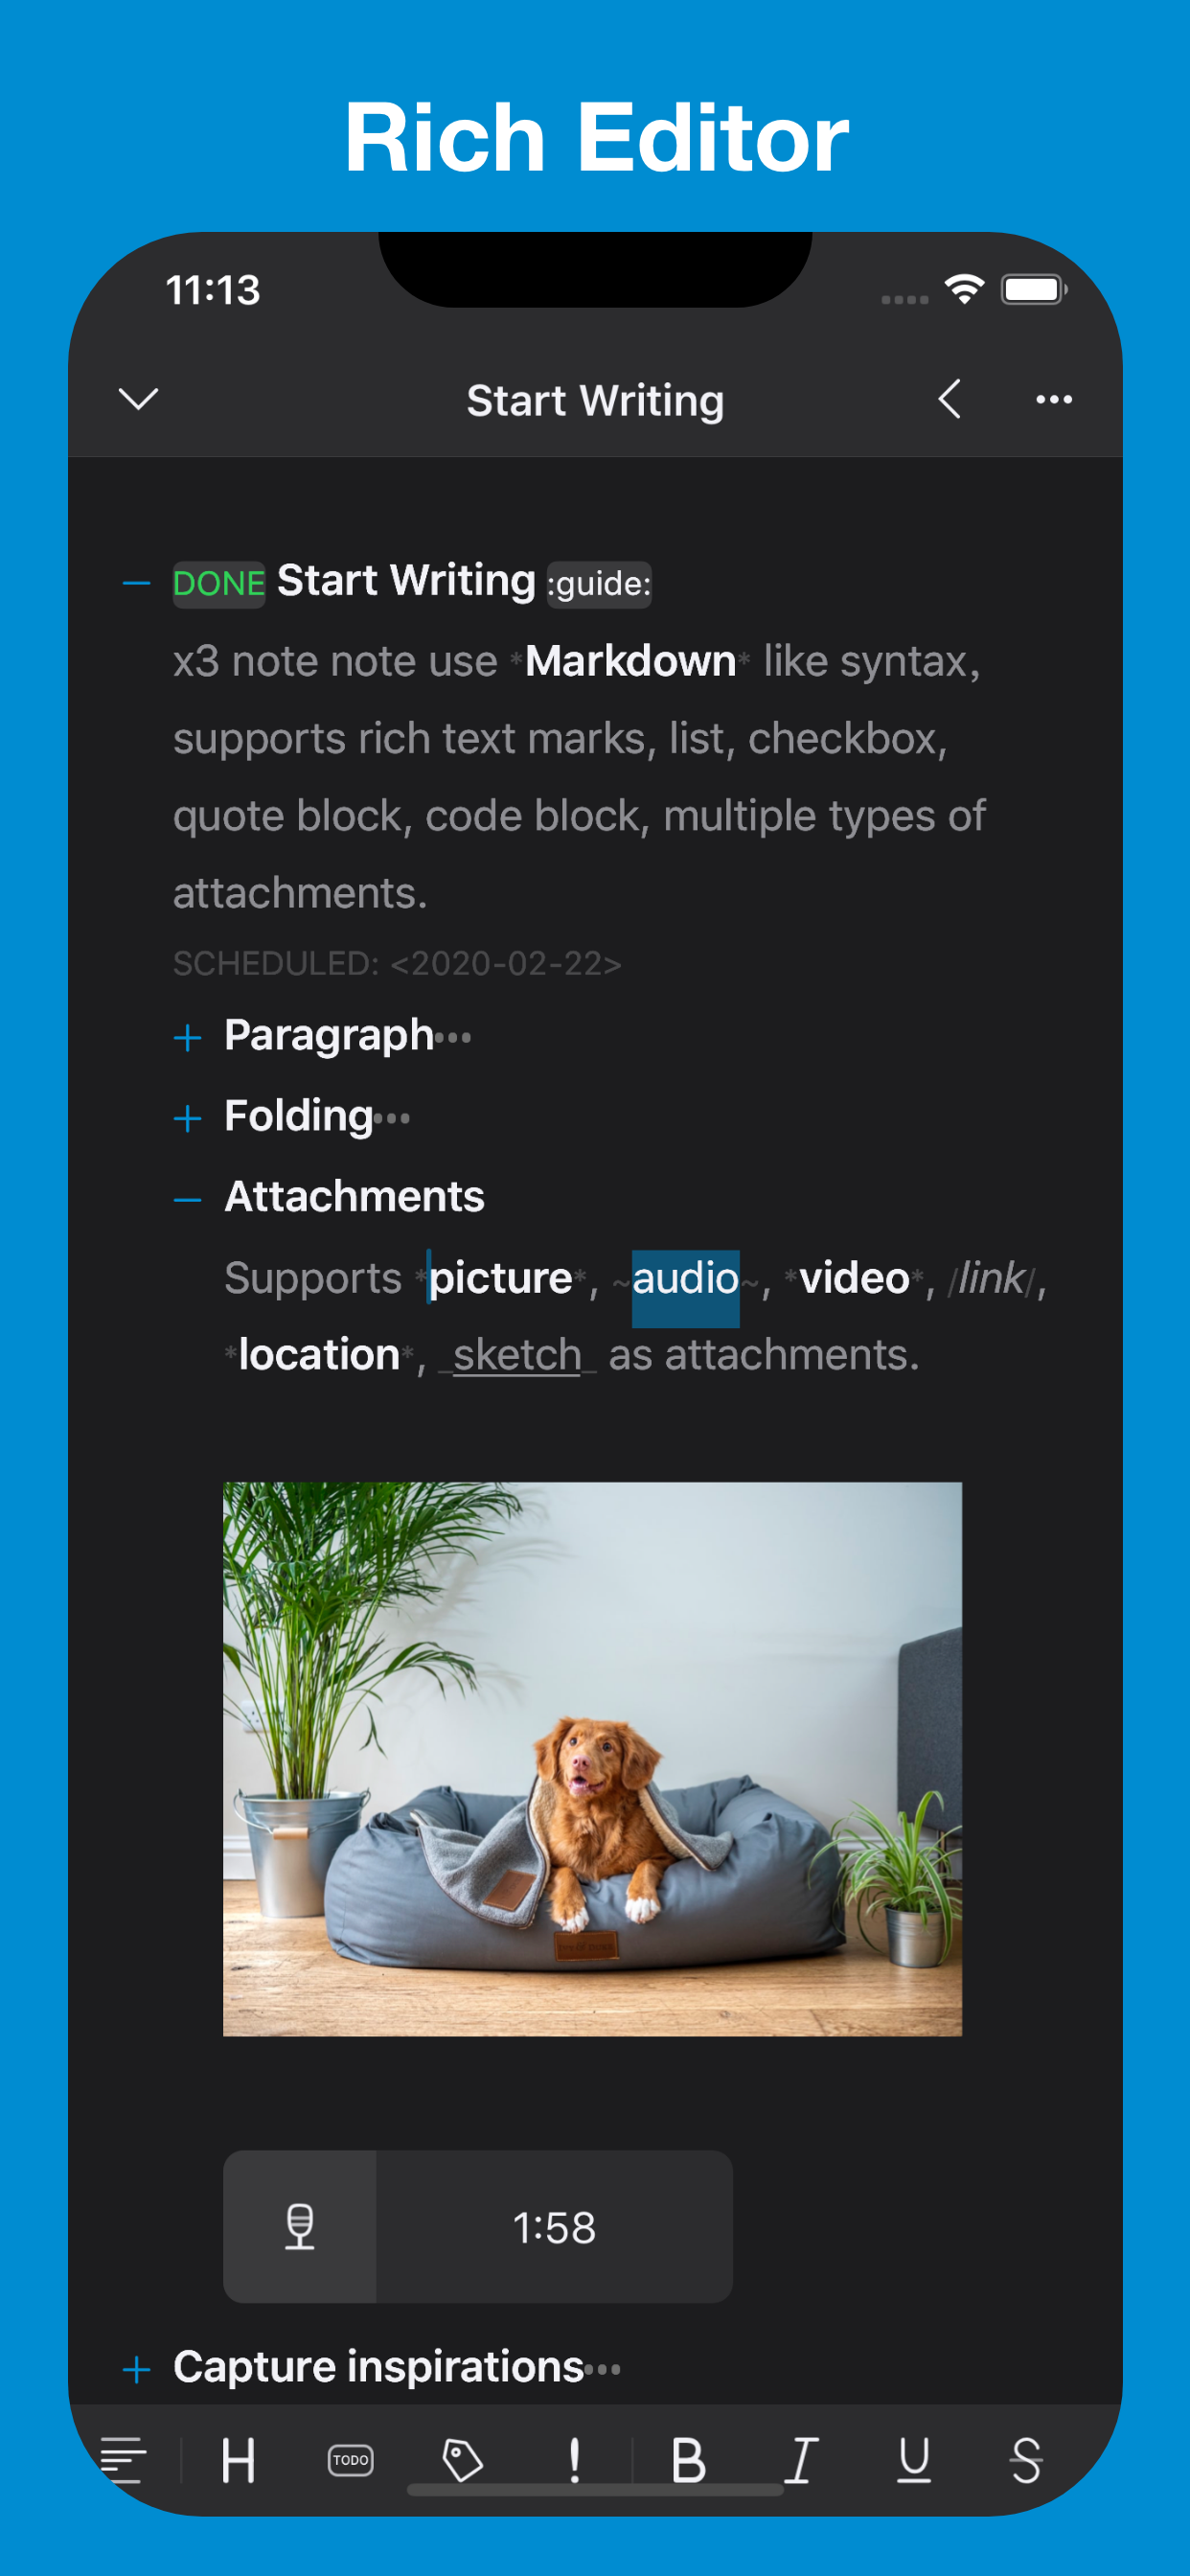 Rich Editor
11:13
Start Writing
DONE Start Writing :guide:
x3 note note use *Markdown* like syntax,
supports rich text marks, list, checkbox,
quote block, code block, multiple types of
attachments.
SCHEDULED: <2020-02-22>
+ Paragraph•••
+ Folding•••
− Attachments
Supports *picture*, ~audio~, *video*, /link/,
*location*, _sketch_ as attachments.
1:58
+ Capture inspirations•••
H TODO ! B I U S